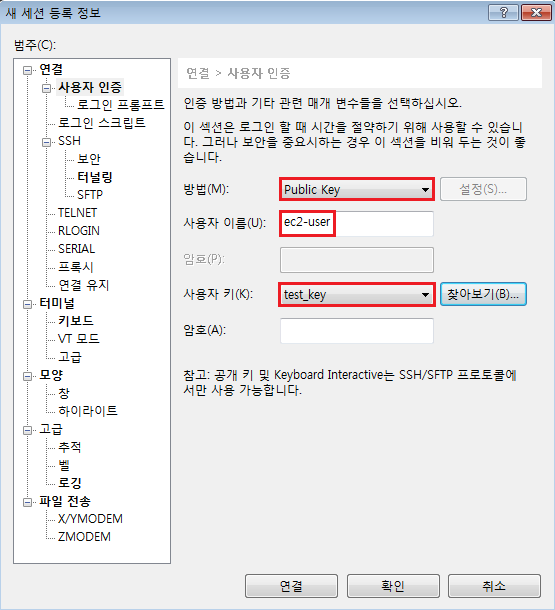 새 세션 등록 정보
범주(C):
연결
사용자 인증
로그인 프롬프트
로그인 스크립트
SSH
보안
터널링
SFTP
TELNET
RLOGIN
SERIAL
프록시
연결 유지
터미널
키보드
VT 모드
고급
모양
창
하이라이트
고급
추적
벨
로깅
파일 전송
X/YMODEM
ZMODEM
연결 > 사용자 인증
인증 방법과 기타 관련 매개 변수들을 선택하십시오.
이 섹션은 로그인 할 때 시간을 절약하기 위해 사용할 수 있습니
다. 그러나 보안을 중요시하는 경우 이 섹션을 비워 두는 것이 좋
습니다.
방법(M): Public Key 설정(S)...
사용자 이름(U): ec2-user
암호(P):
사용자 키(K): test_key 찾아보기(B)...
암호(A):
참고: 공개 키 및 Keyboard Interactive는 SSH/SFTP 프로토콜에
서만 사용 가능합니다.
연결 확인 취소